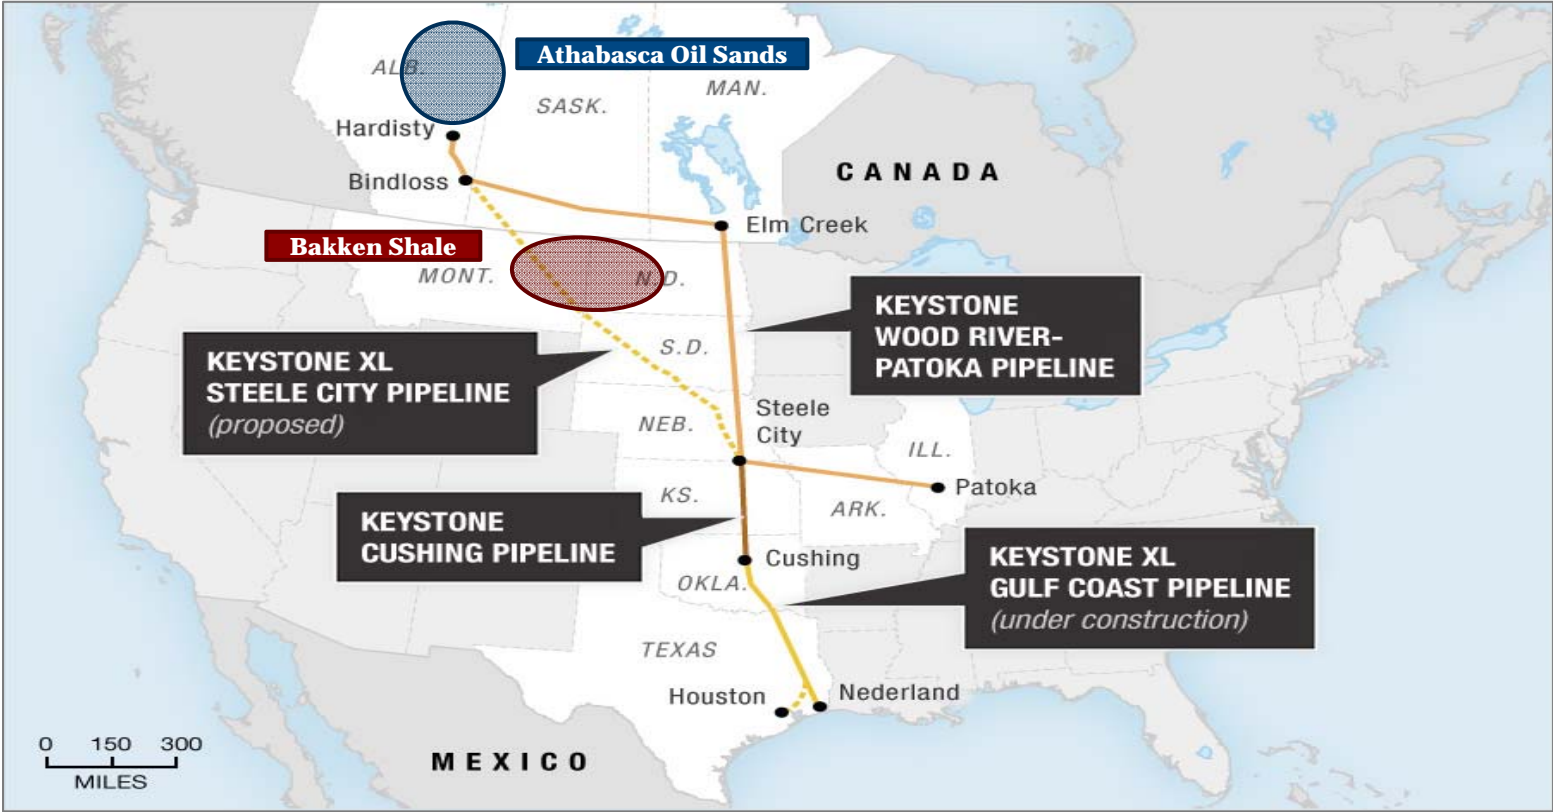 Athabasca Oil Sands
ALB.
MAN.
SASK.
Hardisty
CANADA
Bindloss
Elm Creek
Bakken Shale
MONT.
N.D.
KEYSTONE
WOOD RIVER–
PATOKA PIPELINE
KEYSTONE XL
STEELE CITY PIPELINE
(proposed)
S.D.
Steele
City
NEB.
ILL.
Patoka
KS.
ARK.
KEYSTONE
CUSHING PIPELINE
Cushing
KEYSTONE XL
GULF COAST PIPELINE
(under construction)
OKLA.
TEXAS
Houston
Nederland
0 150 300
MILES
MEXICO